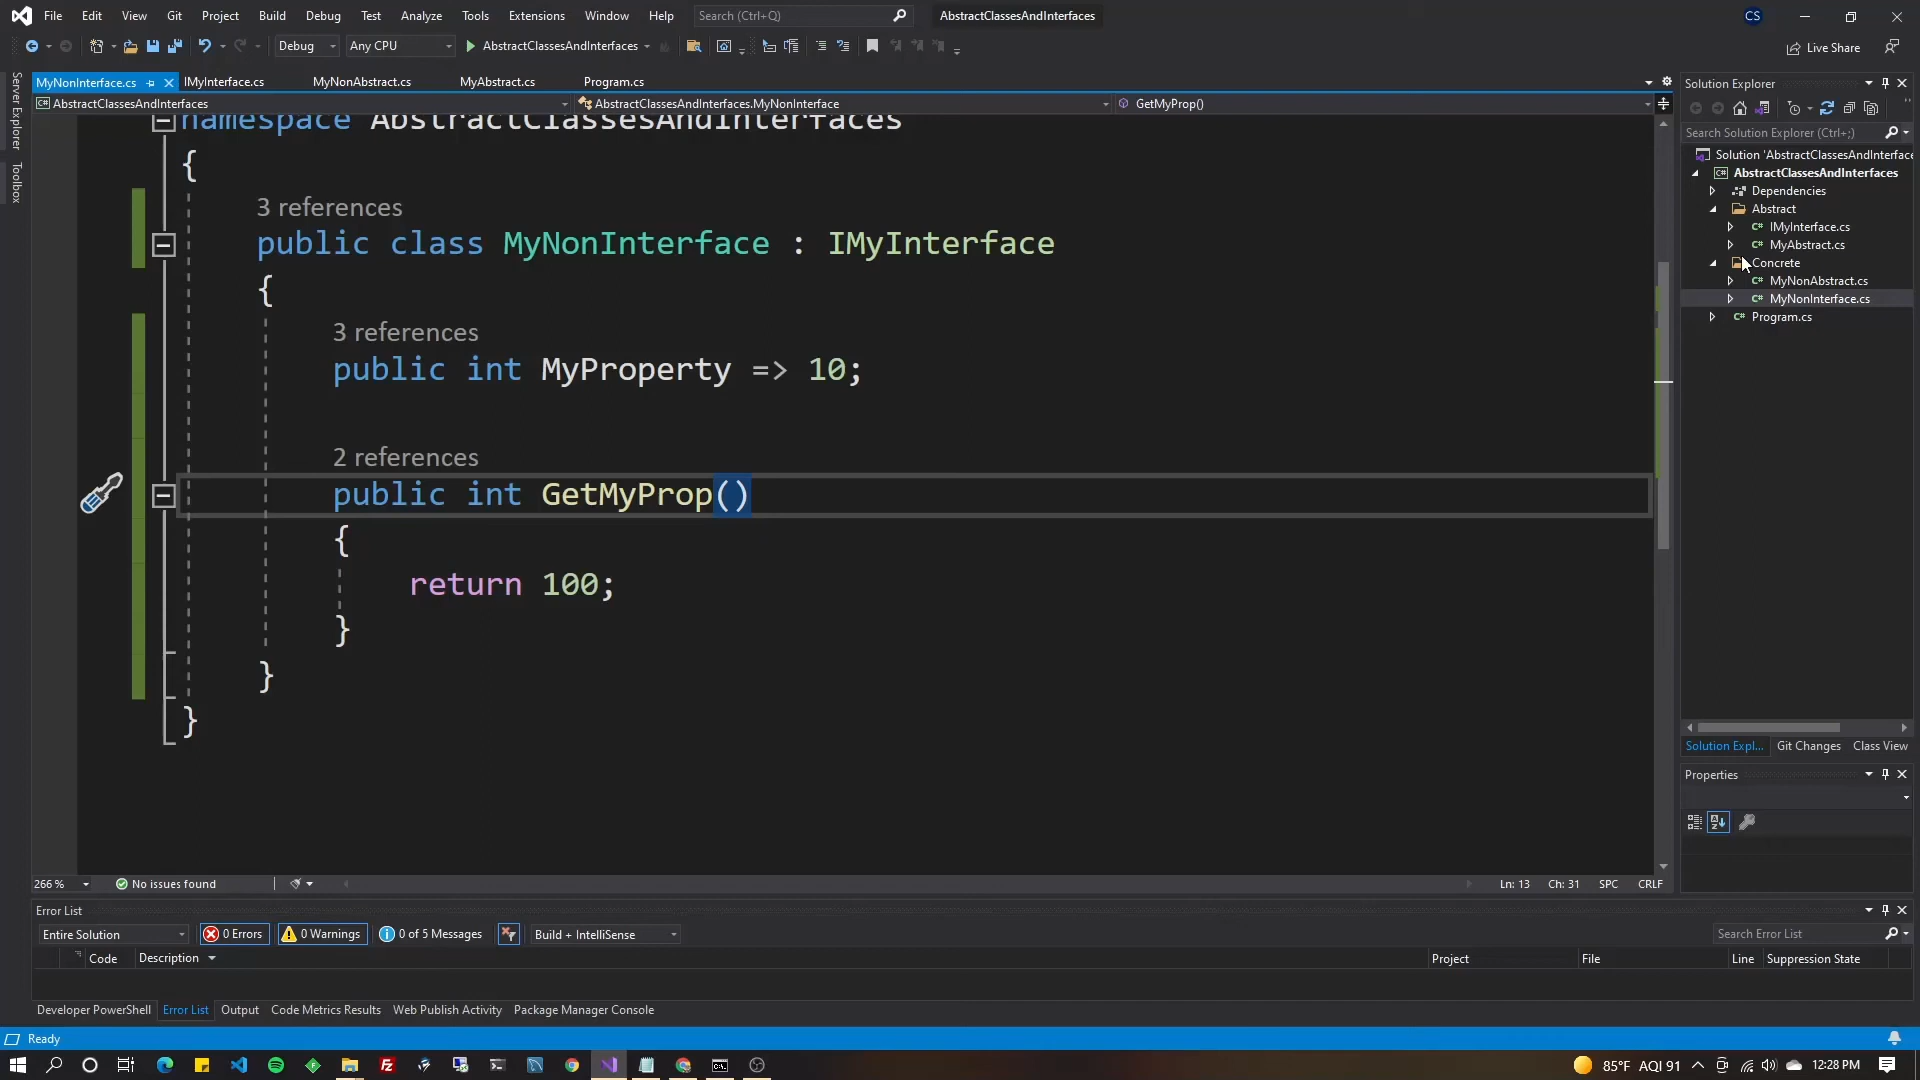 File Edit View Git Project Build Debug Test Analyze Tools Extensions Window Help Search (Ctrl+Q) AbstractClassesAndInterfaces CS
Debug Any CPU AbstractClassesAndInterfaces Live Share
MyNonInterface.cs IMyInterface.cs MyNonAbstract.cs MyAbstract.cs Program.cs
AbstractClassesAndInterfaces AbstractClassesAndInterfaces.MyNonInterface GetMyProp()
Server Explorer
Toolbox
namespace AbstractClassesAndInterfaces
{
3 references
public class MyNonInterface : IMyInterface
{
3 references
public int MyProperty => 10;
2 references
public int GetMyProp()
{
return 100;
}
}
}
266 % No issues found Ln: 13 Ch: 31 SPC CRLF
Solution Explorer
Search Solution Explorer (Ctrl+;)
Solution 'AbstractClassesAndInterface
AbstractClassesAndInterfaces
Dependencies
Abstract
IMyInterface.cs
MyAbstract.cs
Concrete
MyNonAbstract.cs
MyNonInterface.cs
Program.cs
Solution Expl... Git Changes Class View
Properties
Error List
Entire Solution 0 Errors 0 Warnings 0 of 5 Messages Build + IntelliSense Search Error List
Code Description Project File Line Suppression State
Developer PowerShell Error List Output Code Metrics Results Web Publish Activity Package Manager Console
Ready
85°F AQI 91 12:28 PM